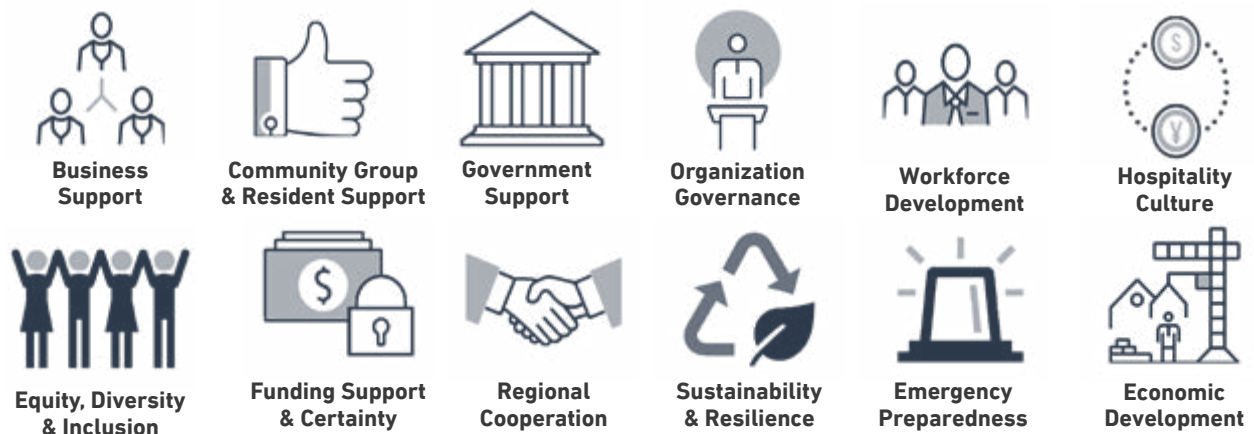 $
¥
Business
Support
Community Group
& Resident Support
Government
Support
Organization
Governance
Workforce
Development
Hospitality
Culture
$
Equity, Diversity
& Inclusion
Funding Support
& Certainty
Regional
Cooperation
Sustainability
& Resilience
Emergency
Preparedness
Economic
Development